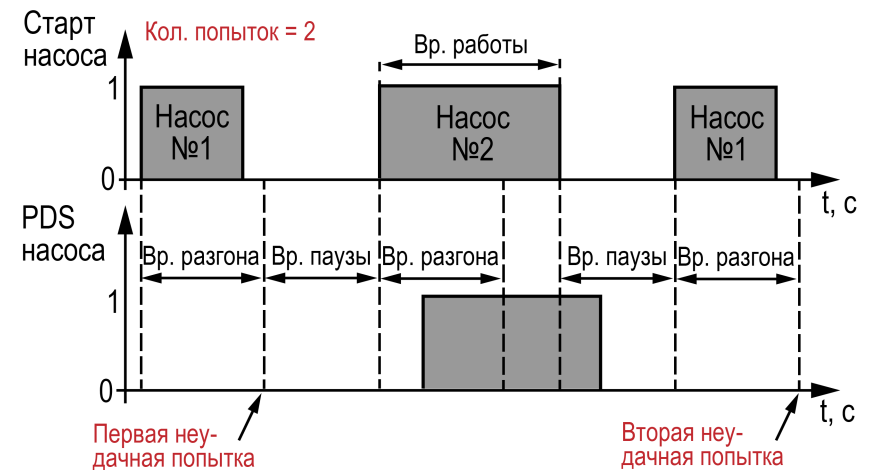 Старт
насоса
Кол. попыток = 2
Вр. работы
1
Насос
№1
Насос
№2
Насос
№1
0
t, с
PDS
насоса
Вр. разгона
Вр. паузы
Вр. разгона
Вр. паузы
Вр. разгона
1
0
t, с
Первая неу-
дачная попытка
Вторая неу-
дачная попытка